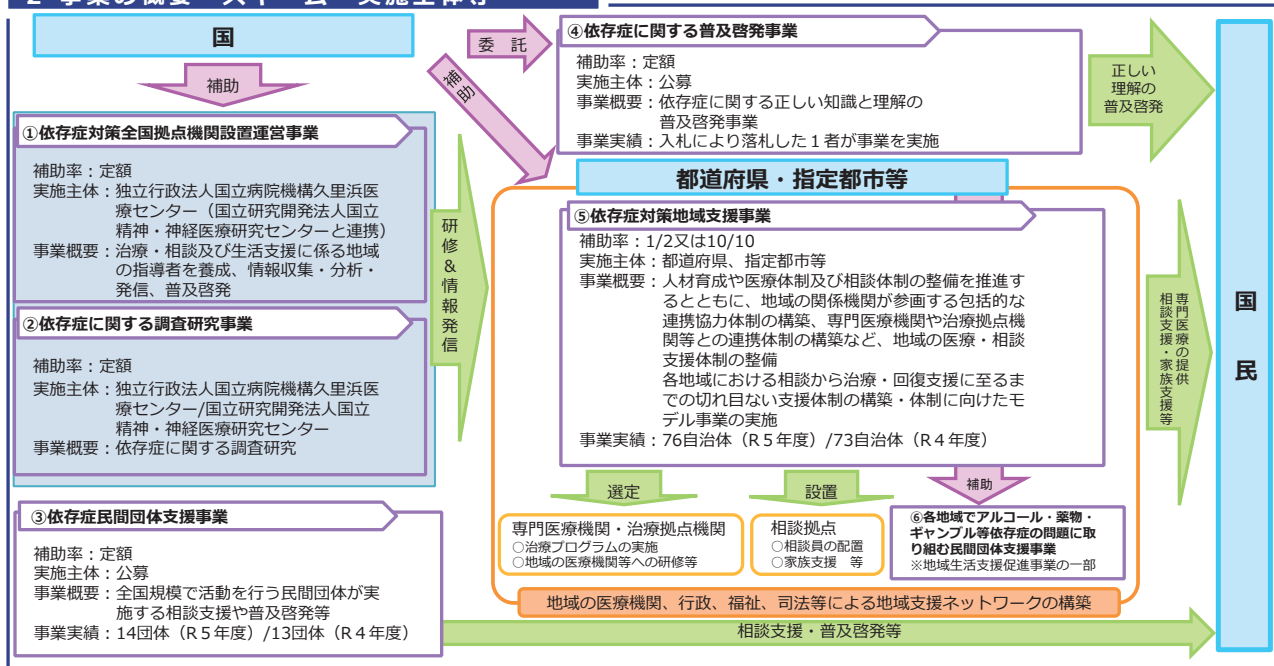 2 事業の概要・スキーム・実施主体等
国
補助
委 託
補助
④依存症に関する普及啓発事業
補助率：定額
実施主体：公募
事業概要：依存症に関する正しい知識と理解の
普及啓発事業
事業実績：入札により落札した１者が事業を実施
正しい
理解の
普及啓発
国
民
①依存症対策全国拠点機関設置運営事業
補助率：定額
実施主体：独立行政法人国立病院機構久里浜医
療センター（国立研究開発法人国立
精神・神経医療研究センターと連携）
事業概要：治療・相談及び生活支援に係る地域
の指導者を養成、情報収集・分析・
発信、普及啓発
②依存症に関する調査研究事業
補助率：定額
実施主体：独立行政法人国立病院機構久里浜医
療センター/国立研究開発法人国立
精神・神経医療研究センター
事業概要：依存症に関する調査研究
研修&情報発信
都道府県・指定都市等
⑤依存症対策地域支援事業
補助率：1/2又は10/10
実施主体：都道府県、指定都市等
事業概要：人材育成や医療体制及び相談体制の整備を推進す
るとともに、地域の関係機関が参画する包括的な
連携協力体制の構築、専門医療機関や治療拠点機
関等との連携体制の構築など、地域の医療・相談
支援体制の整備
各地域における相談から治療・回復支援に至るま
での切れ目ない支援体制の構築・体制に向けたモ
デル事業の実施
事業実績：76自治体（R５年度）/73自治体（R４年度）
専門医療の提供
相談支援・家族支援等
選定
設置
補助
専門医療機関・治療拠点機関
○治療プログラムの実施
○地域の医療機関等への研修等
相談拠点
○相談員の配置
○家族支援 等
⑥各地域でアルコール・薬物・
ギャンブル等依存症の問題に取
り組む民間団体支援事業
※地域生活支援促進事業の一部
地域の医療機関、行政、福祉、司法等による地域支援ネットワークの構築
③依存症民間団体支援事業
補助率：定額
実施主体：公募
事業概要：全国規模で活動を行う民間団体が実
施する相談支援や普及啓発等
事業実績：14団体（R５年度）/13団体（R４年度）
相談支援・普及啓発等